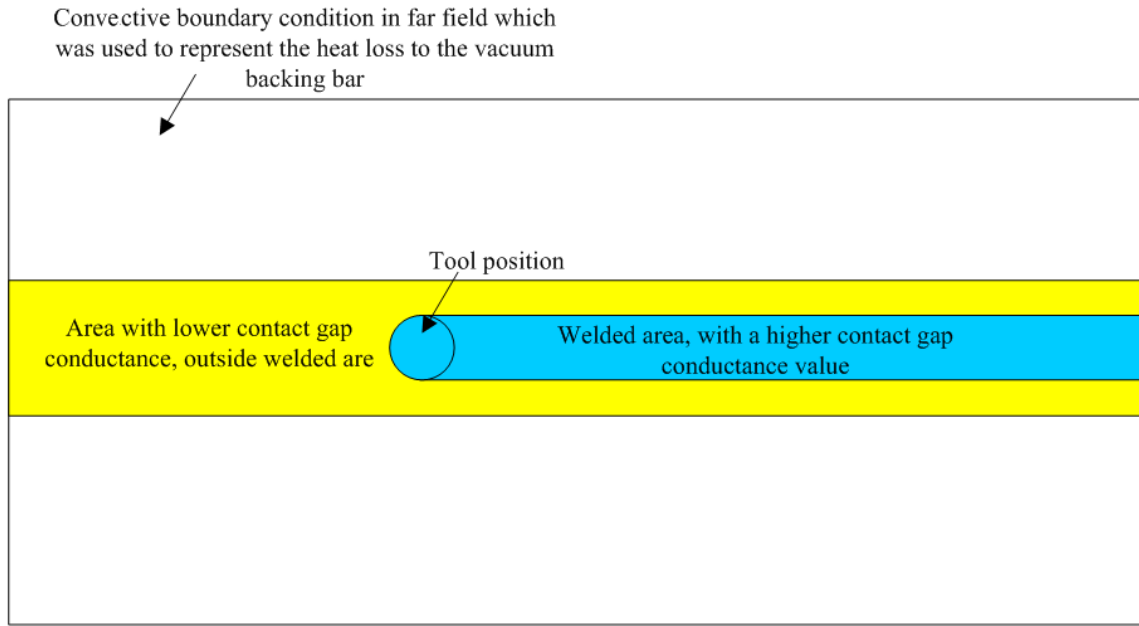 Convective boundary condition in far field which
was used to represent the heat loss to the vacuum
backing bar
Tool position
Area with lower contact gap
conductance, outside welded are
Welded area, with a higher contact gap
conductance value